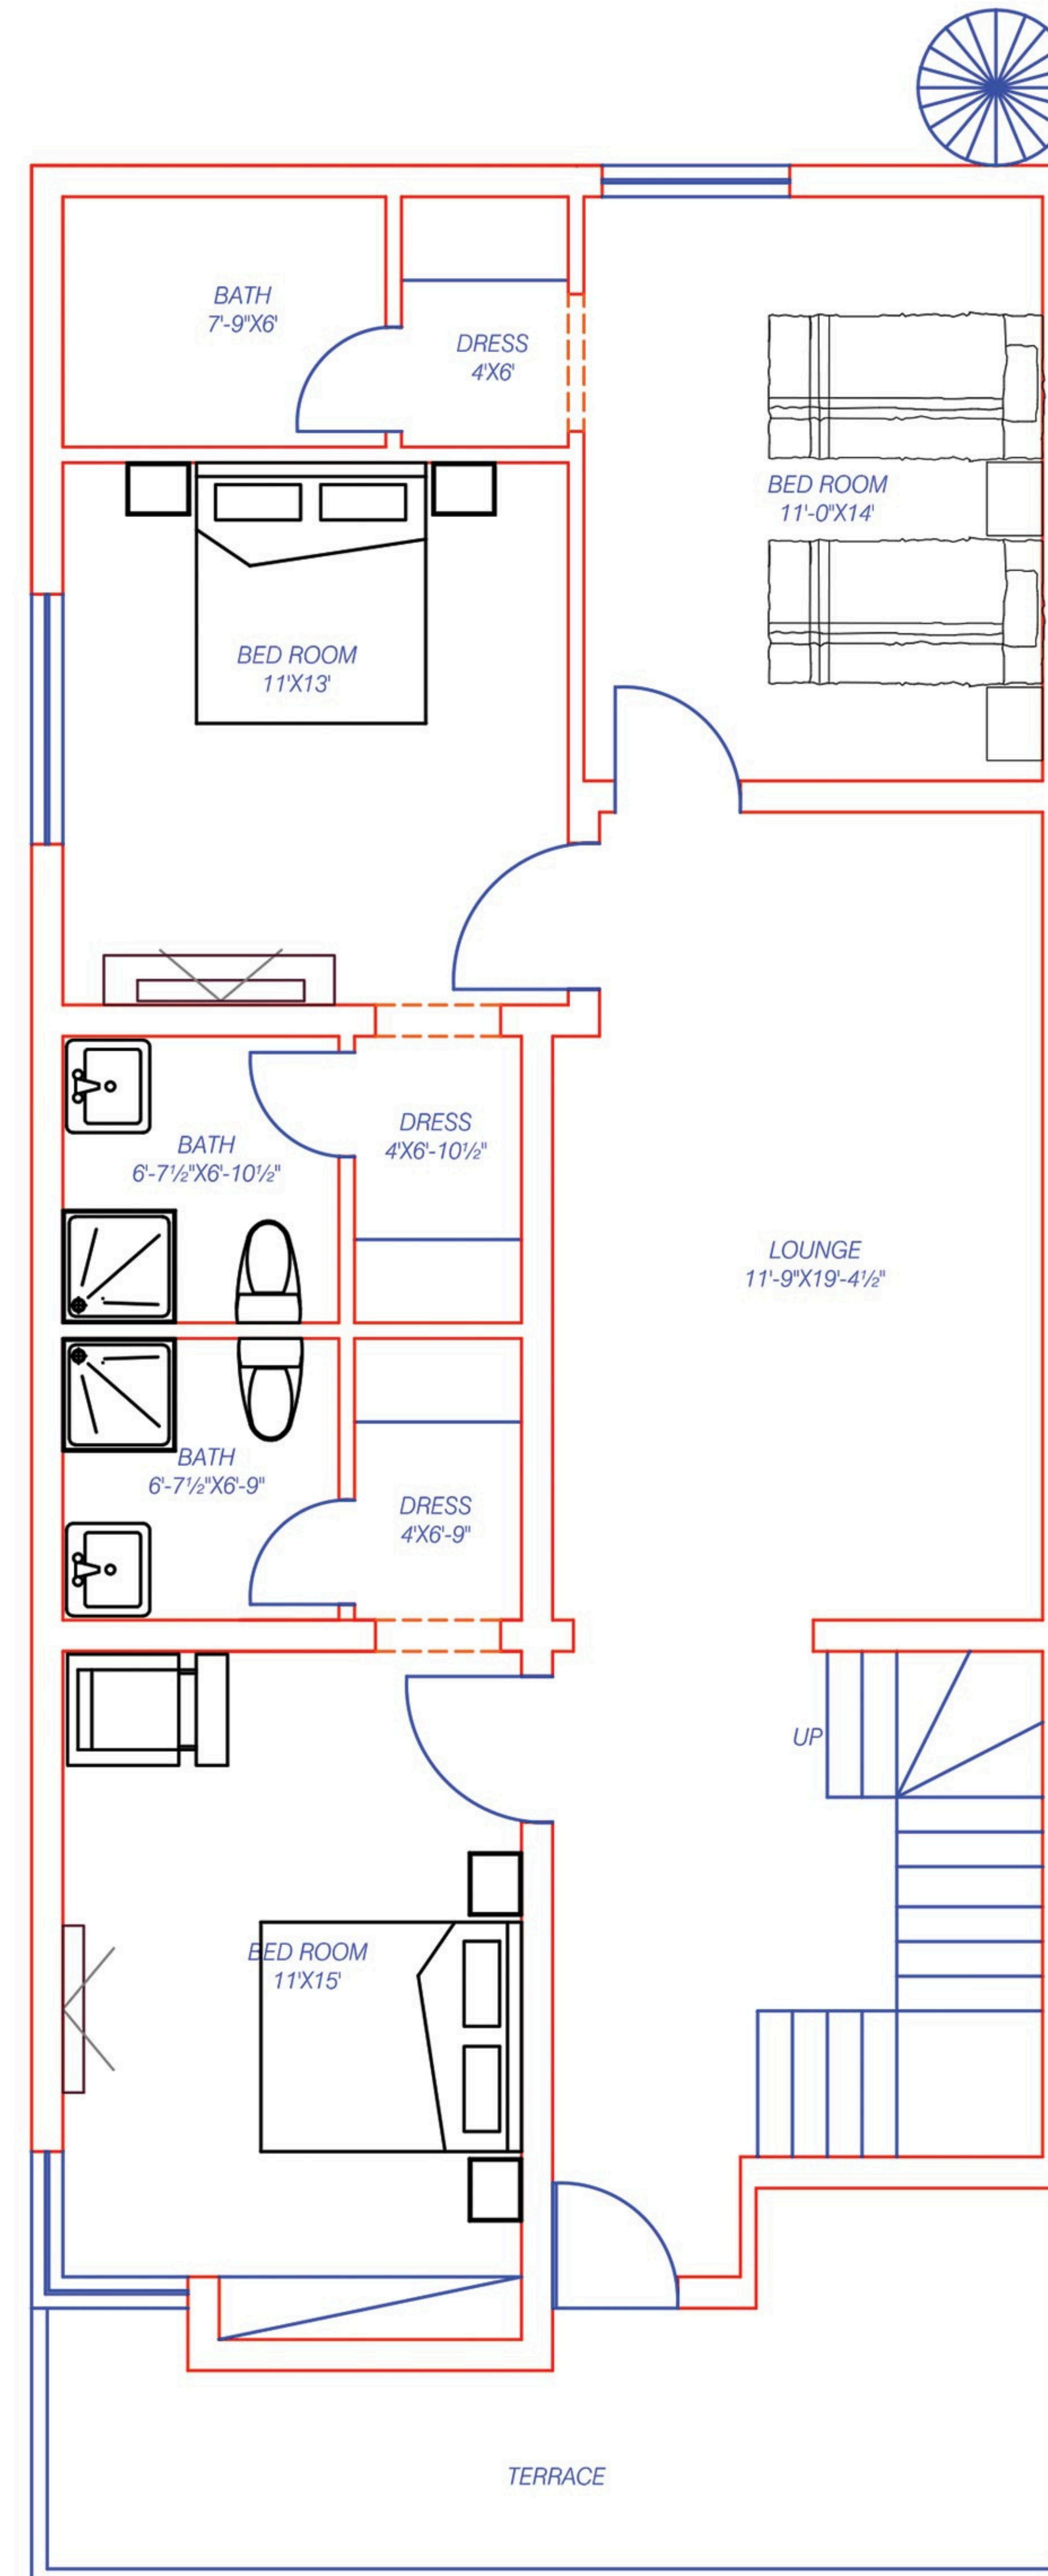 BATH
7'-9"X6'
DRESS
4'X6'
BED ROOM
11'-0"X14'
BED ROOM
11'X13'
DRESS
4'X6'-10½"
BATH
6'-7½"X6'-10½"
LOUNGE
11'-9"X19'-4½"
BATH
6'-7½"X6'-9"
DRESS
4'X6'-9"
UP
BED ROOM
11'X15'
TERRACE